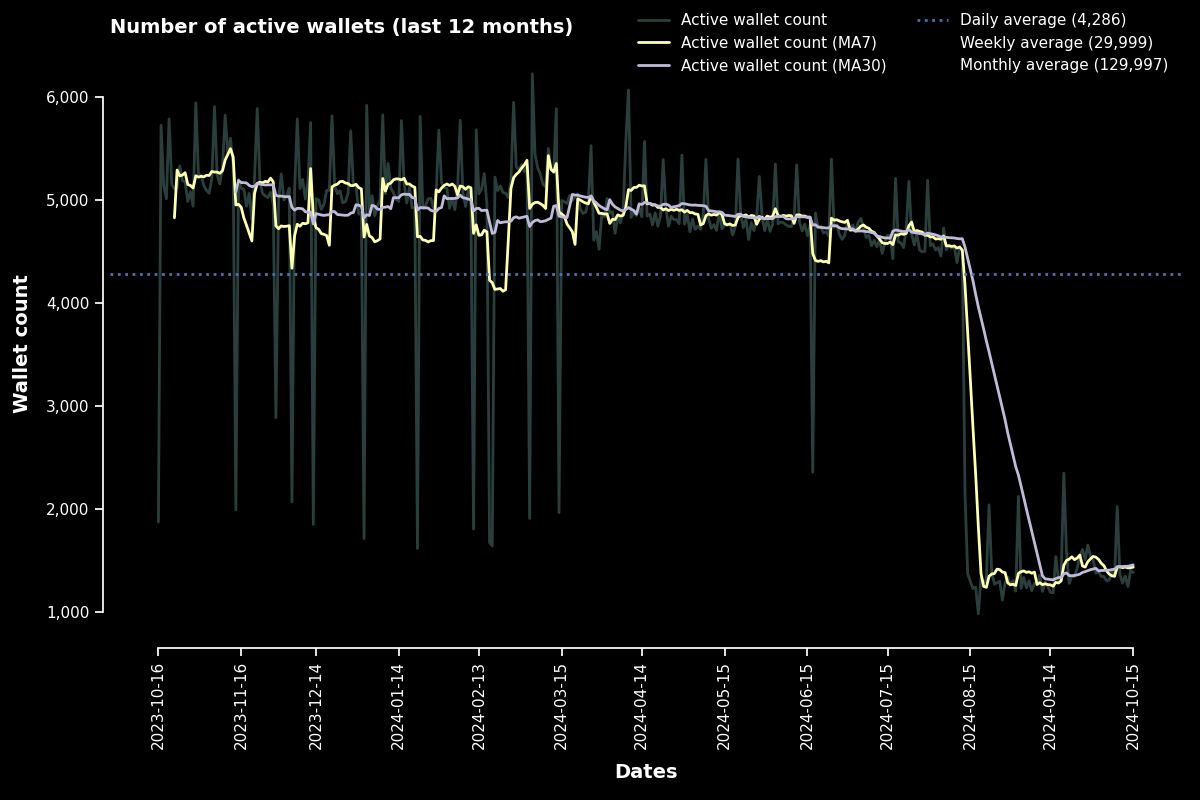 Number of active wallets (last 12 months)
Active wallet count
Active wallet count (MA7)
Active wallet count (MA30)
Daily average (4,286)
Weekly average (29,999)
Monthly average (129,997)
Wallet count
6,000
5,000
4,000
3,000
2,000
1,000
2023-10-16
2023-11-16
2023-12-14
2024-01-14
2024-02-13
2024-03-15
2024-04-14
2024-05-15
2024-06-15
2024-07-15
2024-08-15
2024-09-14
2024-10-15
Dates